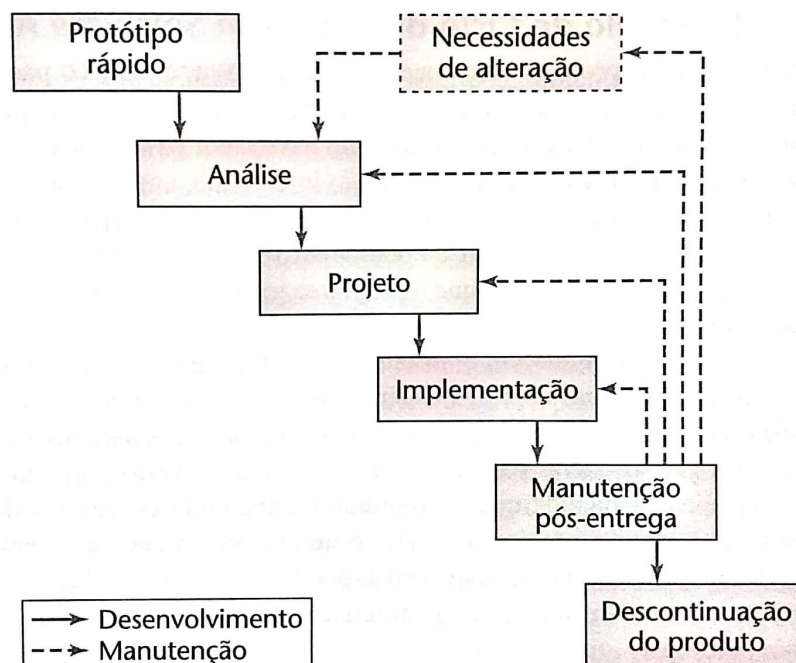 Protótipo
rápido
Necessidades
de alteração
Análise
Projeto
Implementação
Manutenção
pós-entrega
Descontinuação
do produto
Desenvolvimento
Manutenção